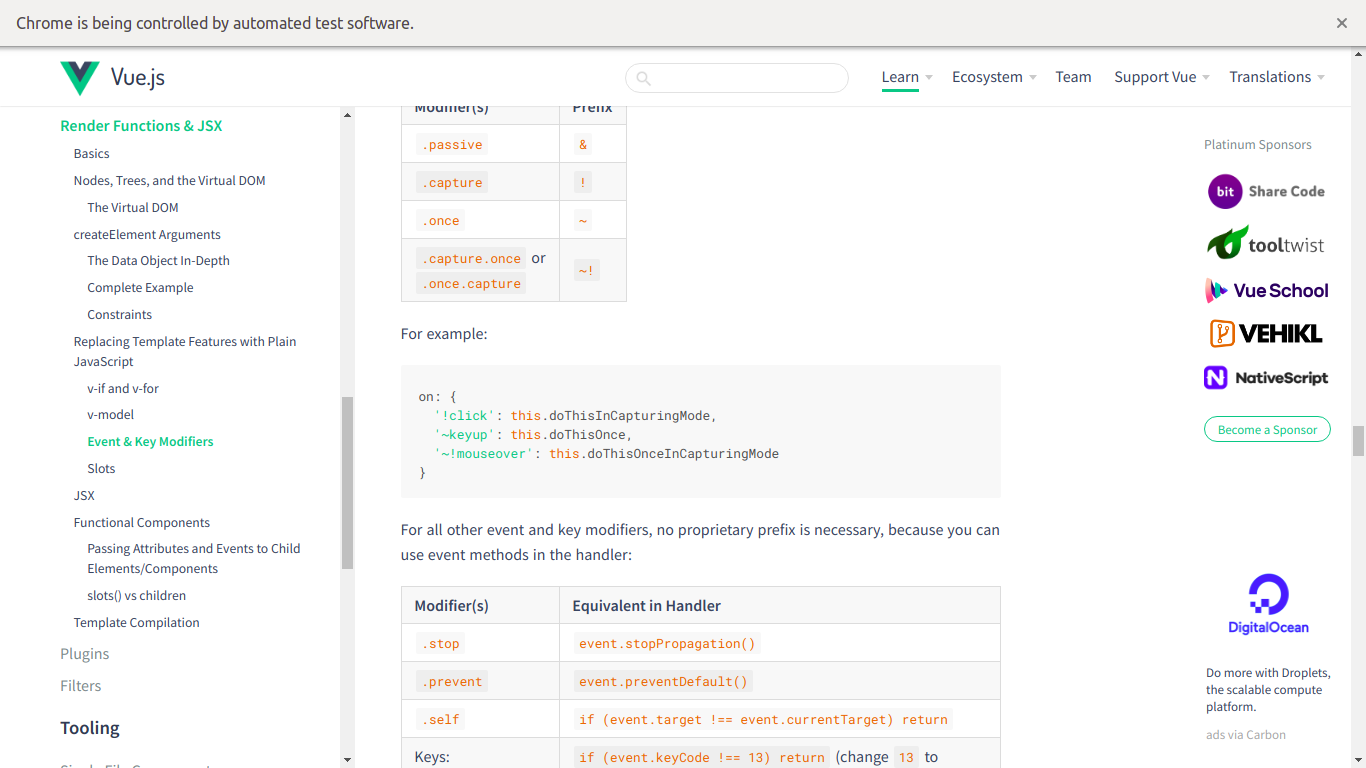 Chrome is being controlled by automated test software.
Vue.js
Learn
Ecosystem
Team
Support Vue
Translations
Render Functions & JSX
Basics
Nodes, Trees, and the Virtual DOM
The Virtual DOM
createElement Arguments
The Data Object In-Depth
Complete Example
Constraints
Replacing Template Features with Plain
JavaScript
v-if and v-for
v-model
Event & Key Modifiers
Slots
JSX
Functional Components
Passing Attributes and Events to Child
Elements/Components
slots() vs children
Template Compilation
Plugins
Filters
Tooling
Modifier(s) Prefix
.passive &
.capture !
.once ~
.capture.once or
.once.capture ~!
For example:
on: {
'!click': this.doThisInCapturingMode,
'~keyup': this.doThisOnce,
'~!mouseover': this.doThisOnceInCapturingMode
}
For all other event and key modifiers, no proprietary prefix is necessary, because you can
use event methods in the handler:
Modifier(s) Equivalent in Handler
.stop event.stopPropagation()
.prevent event.preventDefault()
.self if (event.target !== event.currentTarget) return
Keys: if (event.keyCode !== 13) return (change 13 to
Platinum Sponsors
bit Share Code
tooltwist
Vue School
VEHIKL
NativeScript
Become a Sponsor
DigitalOcean
Do more with Droplets,
the scalable compute
platform.
ads via Carbon